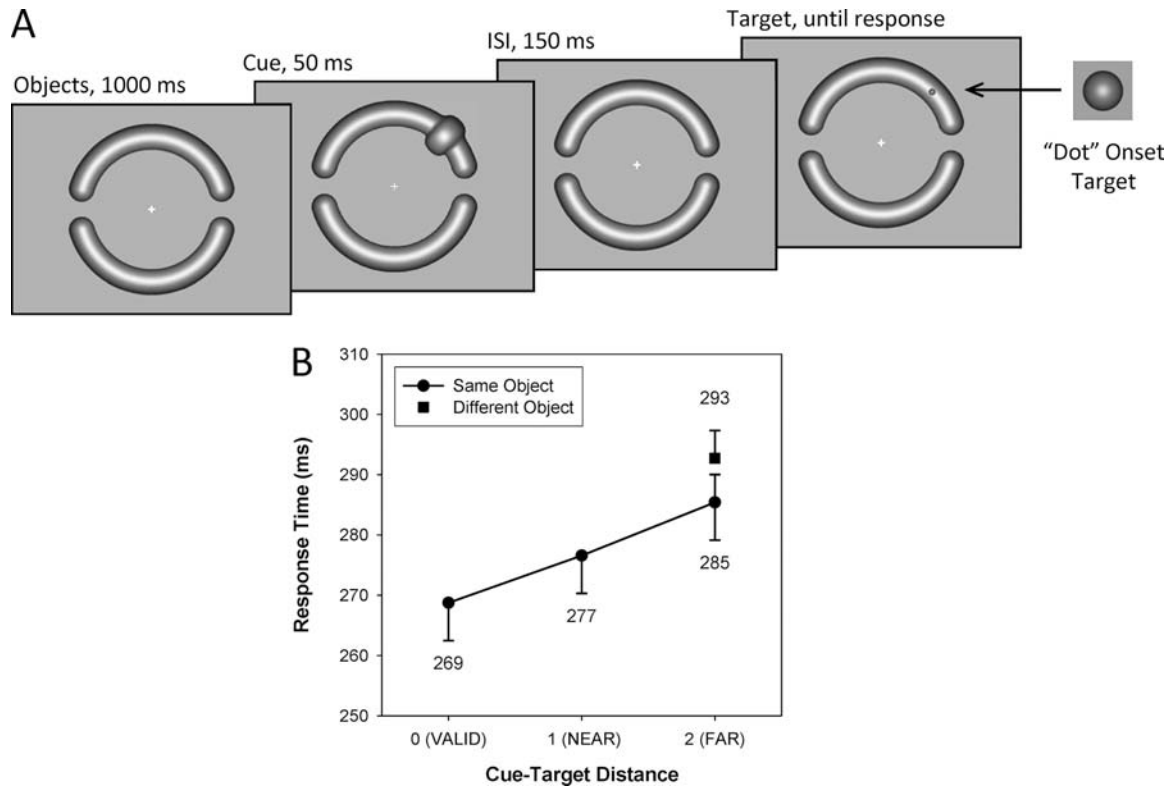 A
Objects, 1000 ms
Cue, 50 ms
ISI, 150 ms
Target, until response
“Dot” Onset
Target
B
310
300
290
280
270
260
250
Response Time (ms)
Same Object
Different Object
293
285
277
269
0 (VALID)
1 (NEAR)
2 (FAR)
Cue-Target Distance